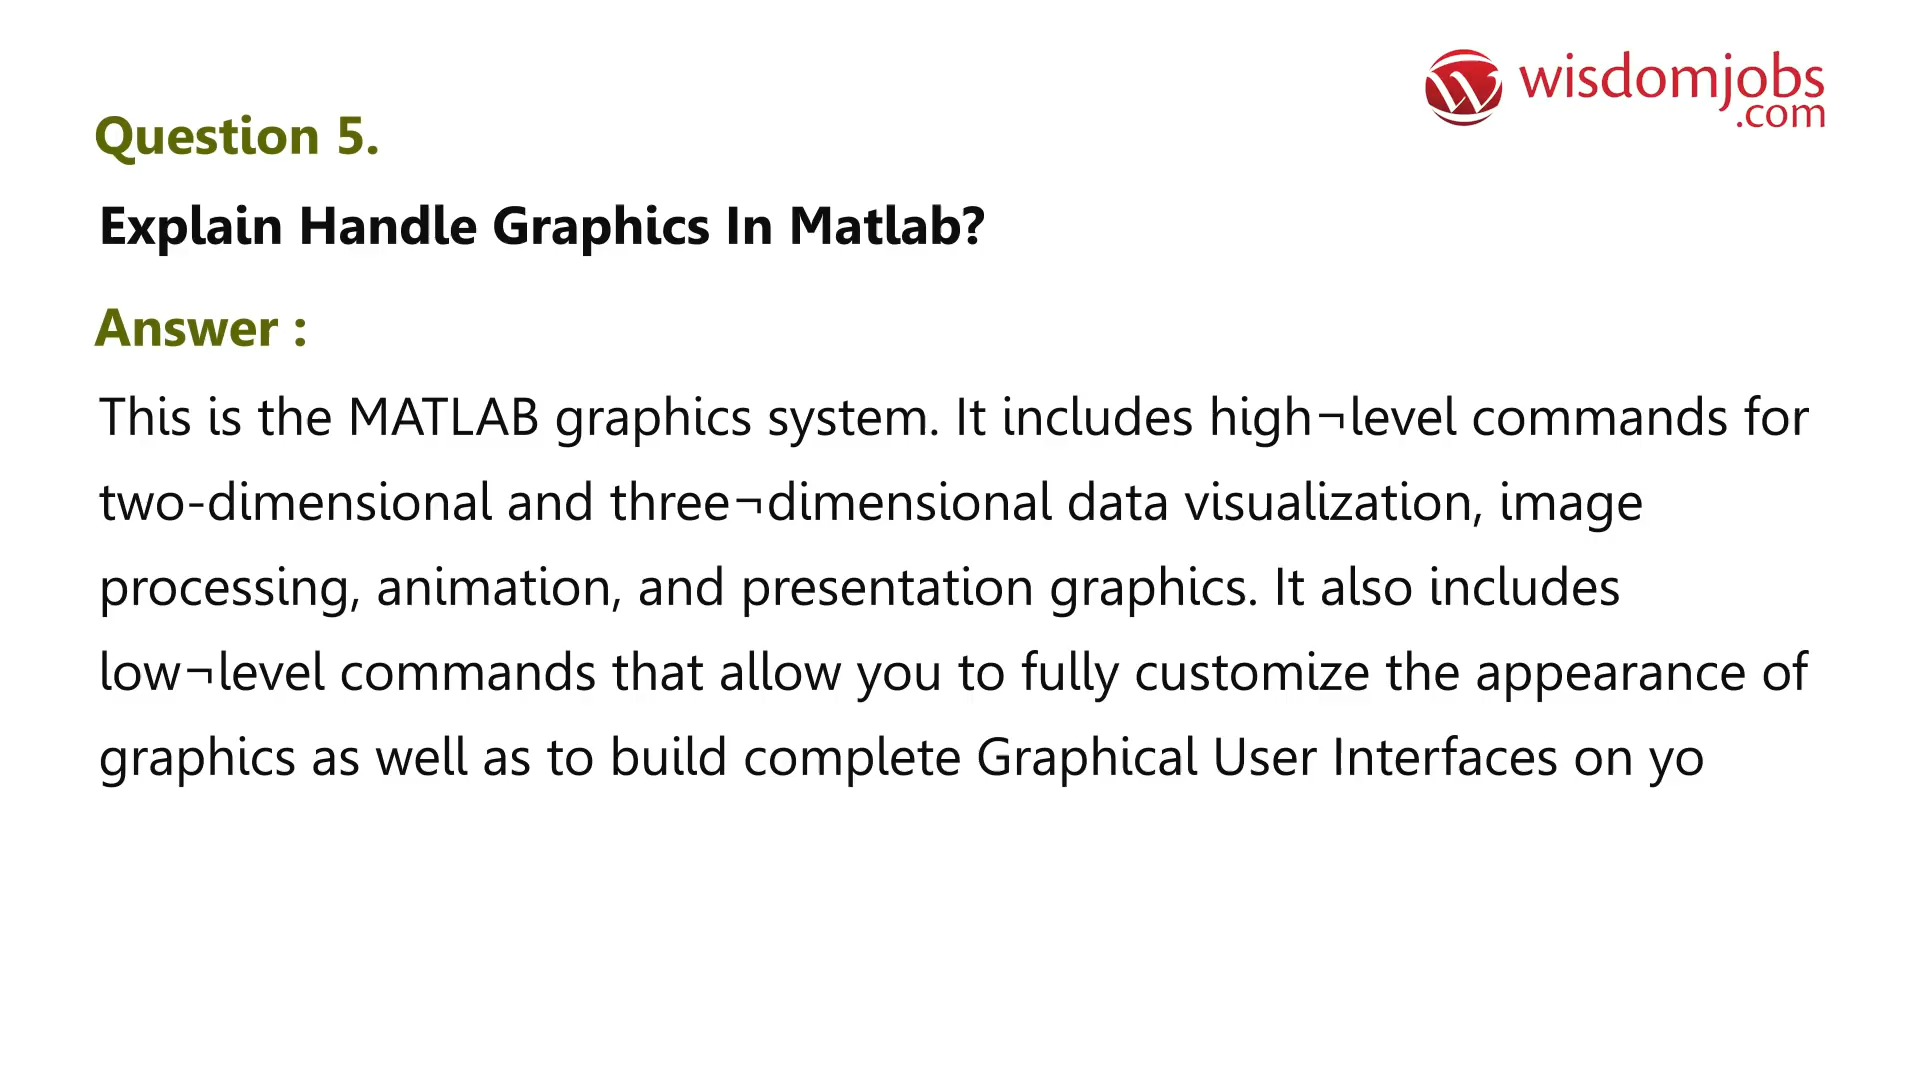 wisdomjobs
.com
Question 5.
Explain Handle Graphics In Matlab?
Answer :
This is the MATLAB graphics system. It includes high¬level commands for
two-dimensional and three¬dimensional data visualization, image
processing, animation, and presentation graphics. It also includes
low¬level commands that allow you to fully customize the appearance of
graphics as well as to build complete Graphical User Interfaces on yo